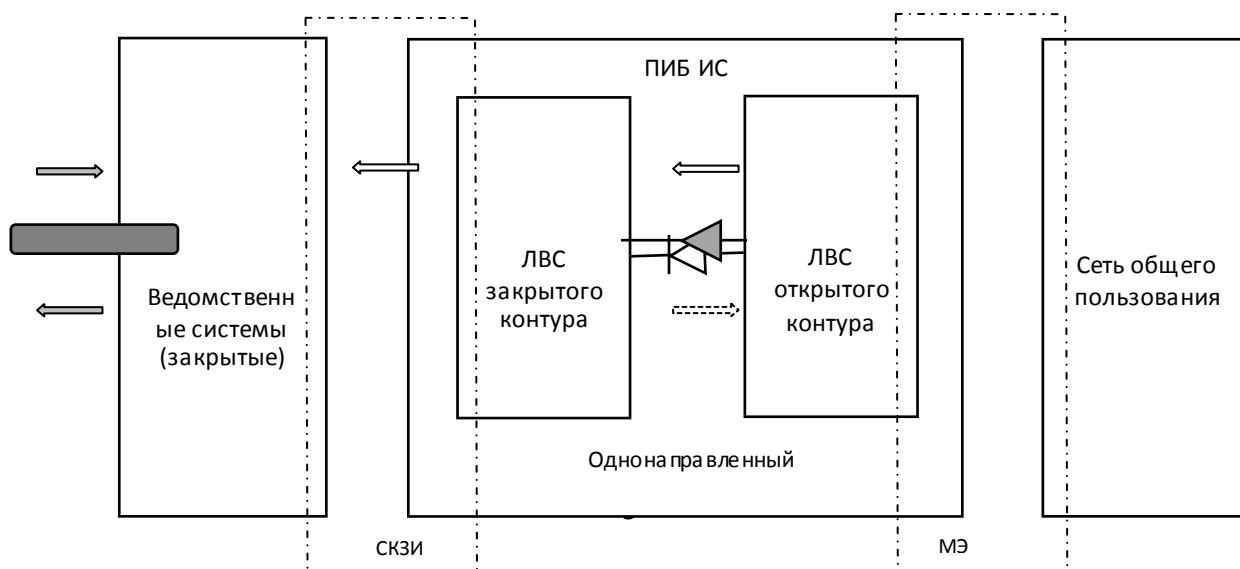 ПИБ ИС
Ведомственн
ые системы
(закрытые)
ЛВС
закрытого
контура
ЛВС
открытого
контура
Сеть общего
пользования
Однонаправленный
СКЗИ
МЭ